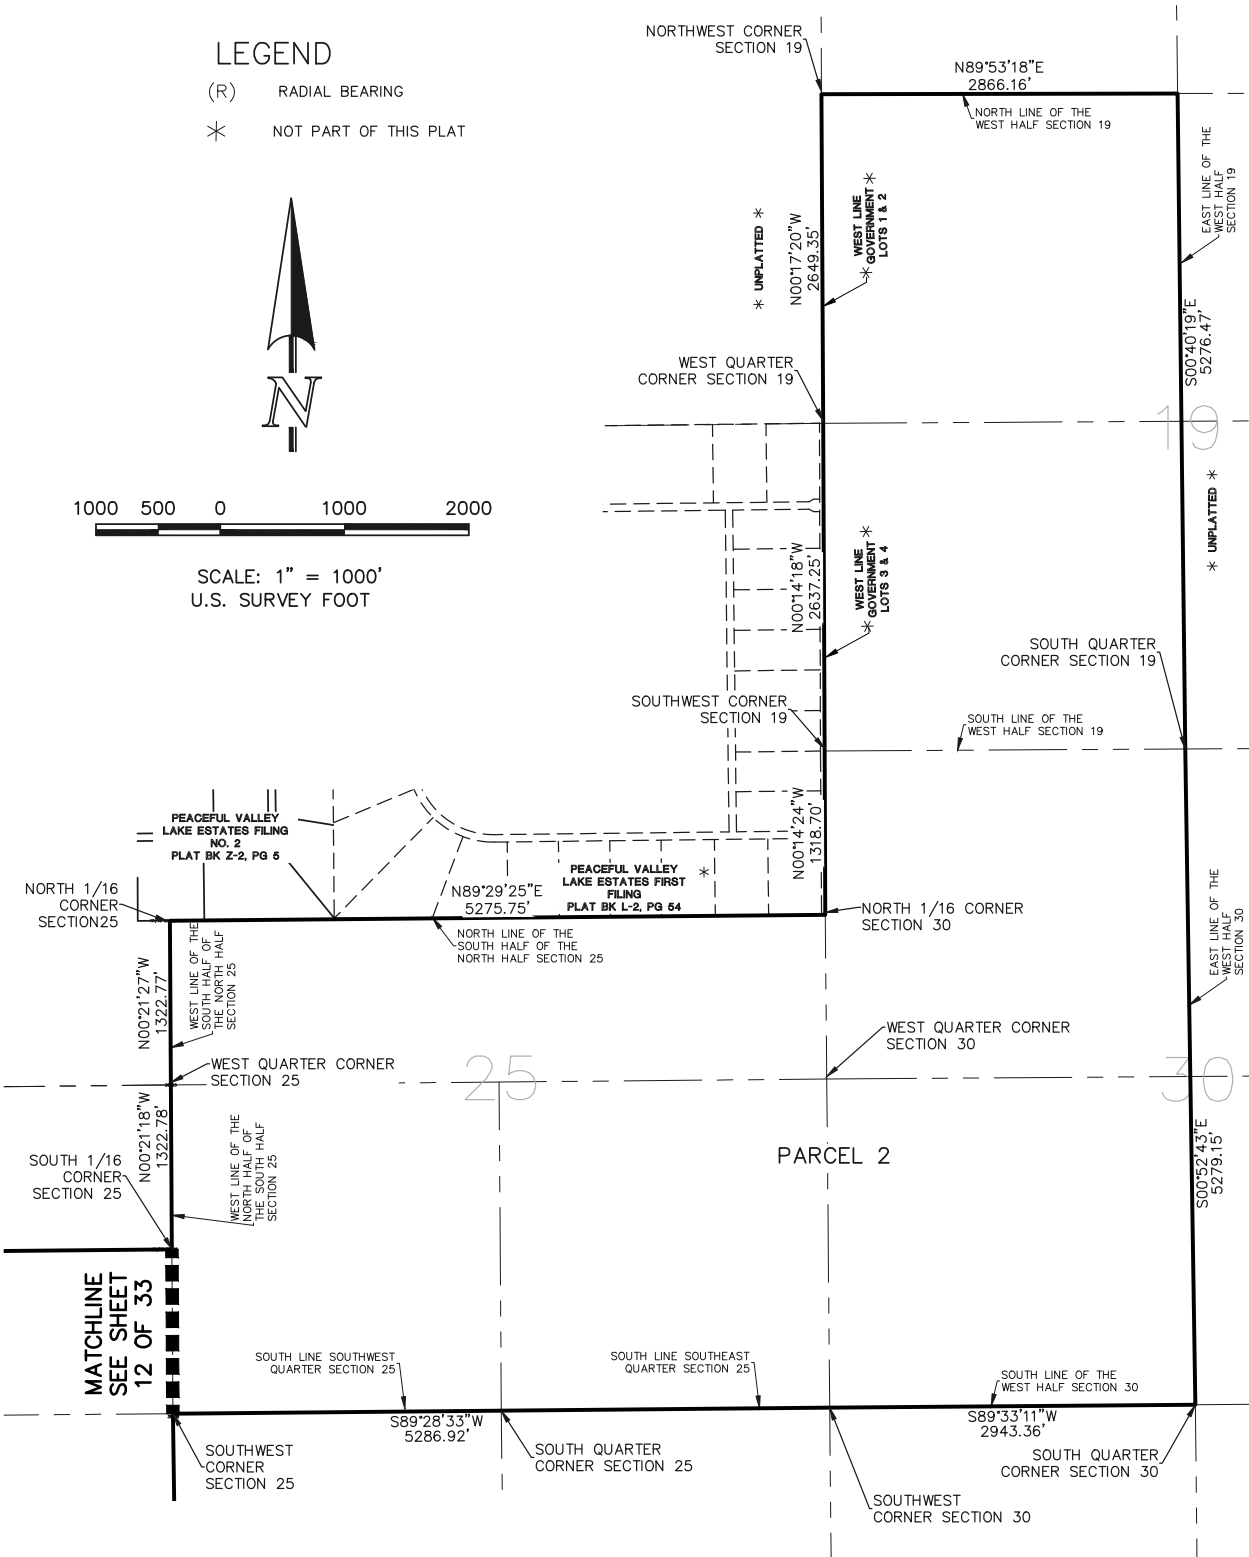 LEGEND
(R) RADIAL BEARING
* NOT PART OF THIS PLAT
N
1000 500 0 1000 2000
SCALE: 1" = 1000'
U.S. SURVEY FOOT
NORTHWEST CORNER
SECTION 19
N89°53'18"E
2866.16'
NORTH LINE OF THE
WEST HALF SECTION 19
EAST LINE OF THE
WEST HALF
SECTION 19
* UNPLATTED *
N00°17'20"W
2649.35'
* WEST LINE
GOVERNMENT *
LOTS 1 & 2
S00°40'19"E
5276.47'
WEST QUARTER
CORNER SECTION 19
19
* UNPLATTED *
N00°14'18"W
2637.25'
* WEST LINE
GOVERNMENT *
LOTS 3 & 4
SOUTH QUARTER
CORNER SECTION 19
SOUTHWEST CORNER
SECTION 19
SOUTH LINE OF THE
WEST HALF SECTION 19
N00°14'24"W
1318.70'
PEACEFUL VALLEY
LAKE ESTATES FILING
NO. 2
PLAT BK Z-2, PG 5
PEACEFUL VALLEY *
LAKE ESTATES FIRST
FILING
PLAT BK L-2, PG 54
NORTH 1/16
CORNER
SECTION25
N89°29'25"E
5275.75'
NORTH LINE OF THE
SOUTH HALF OF THE
NORTH HALF SECTION 25
NORTH 1/16 CORNER
SECTION 30
EAST LINE OF THE
WEST HALF
SECTION 30
N00°21'27"W
1322.77'
WEST LINE OF THE
SOUTH HALF OF
THE NORTH HALF
SECTION 25
WEST QUARTER CORNER
SECTION 25
25
WEST QUARTER CORNER
SECTION 30
30
N00°21'18"W
1322.78'
WEST LINE OF THE
NORTH HALF OF
THE SOUTH HALF
SECTION 25
SOUTH 1/16
CORNER
SECTION 25
PARCEL 2
S00°52'43"E
5279.15'
MATCHLINE
SEE SHEET
12 OF 33
SOUTH LINE SOUTHWEST
QUARTER SECTION 25
SOUTH LINE SOUTHEAST
QUARTER SECTION 25
SOUTH LINE OF THE
WEST HALF SECTION 30
S89°28'33"W
5286.92'
S89°33'11"W
2943.36'
SOUTHWEST
CORNER
SECTION 25
SOUTH QUARTER
CORNER SECTION 25
SOUTH QUARTER
CORNER SECTION 30
SOUTHWEST
CORNER SECTION 30